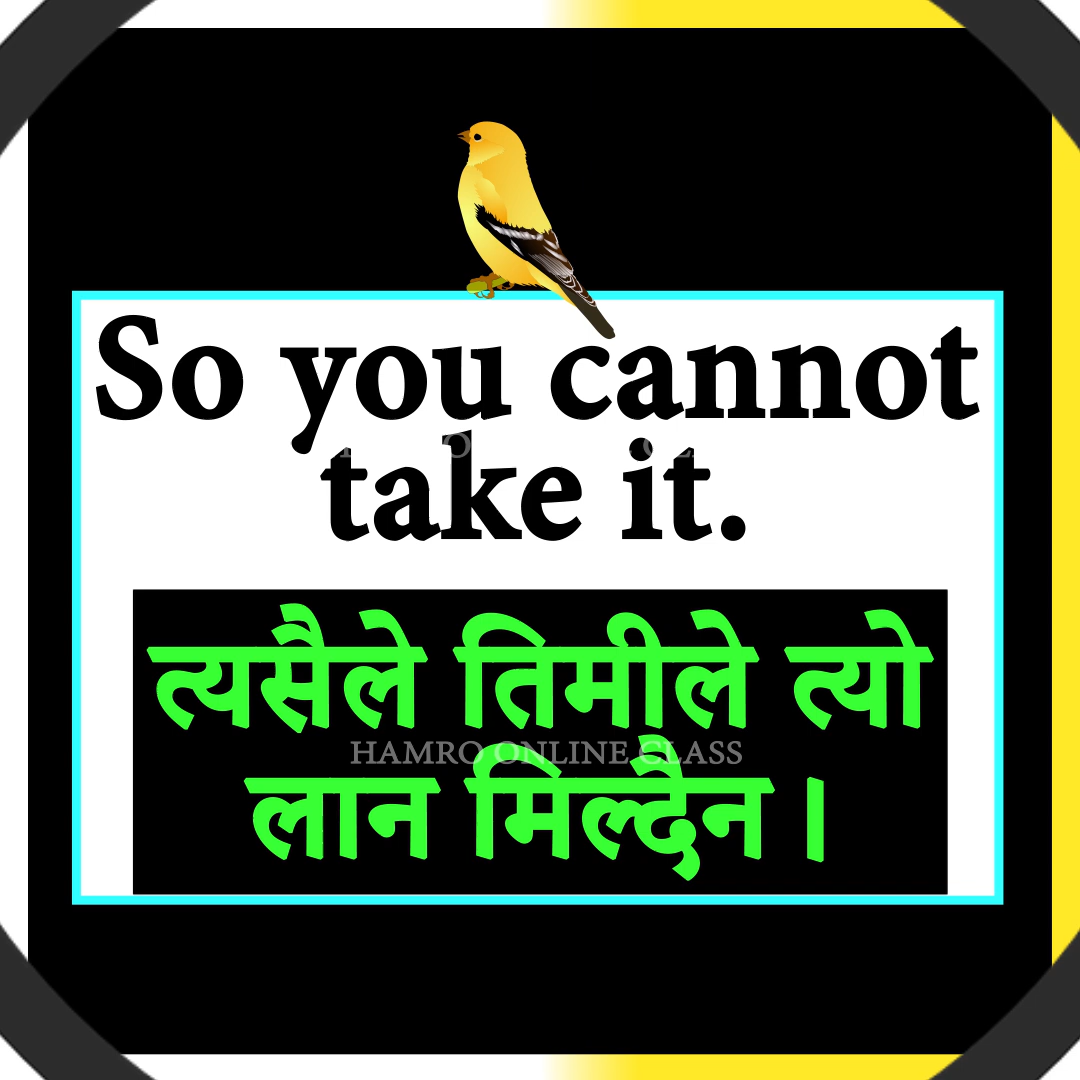 So you cannot
take it.
त्यसैले तिमीले त्यो
HAMRO ONLINE CLASS
लान मिल्दैन ।